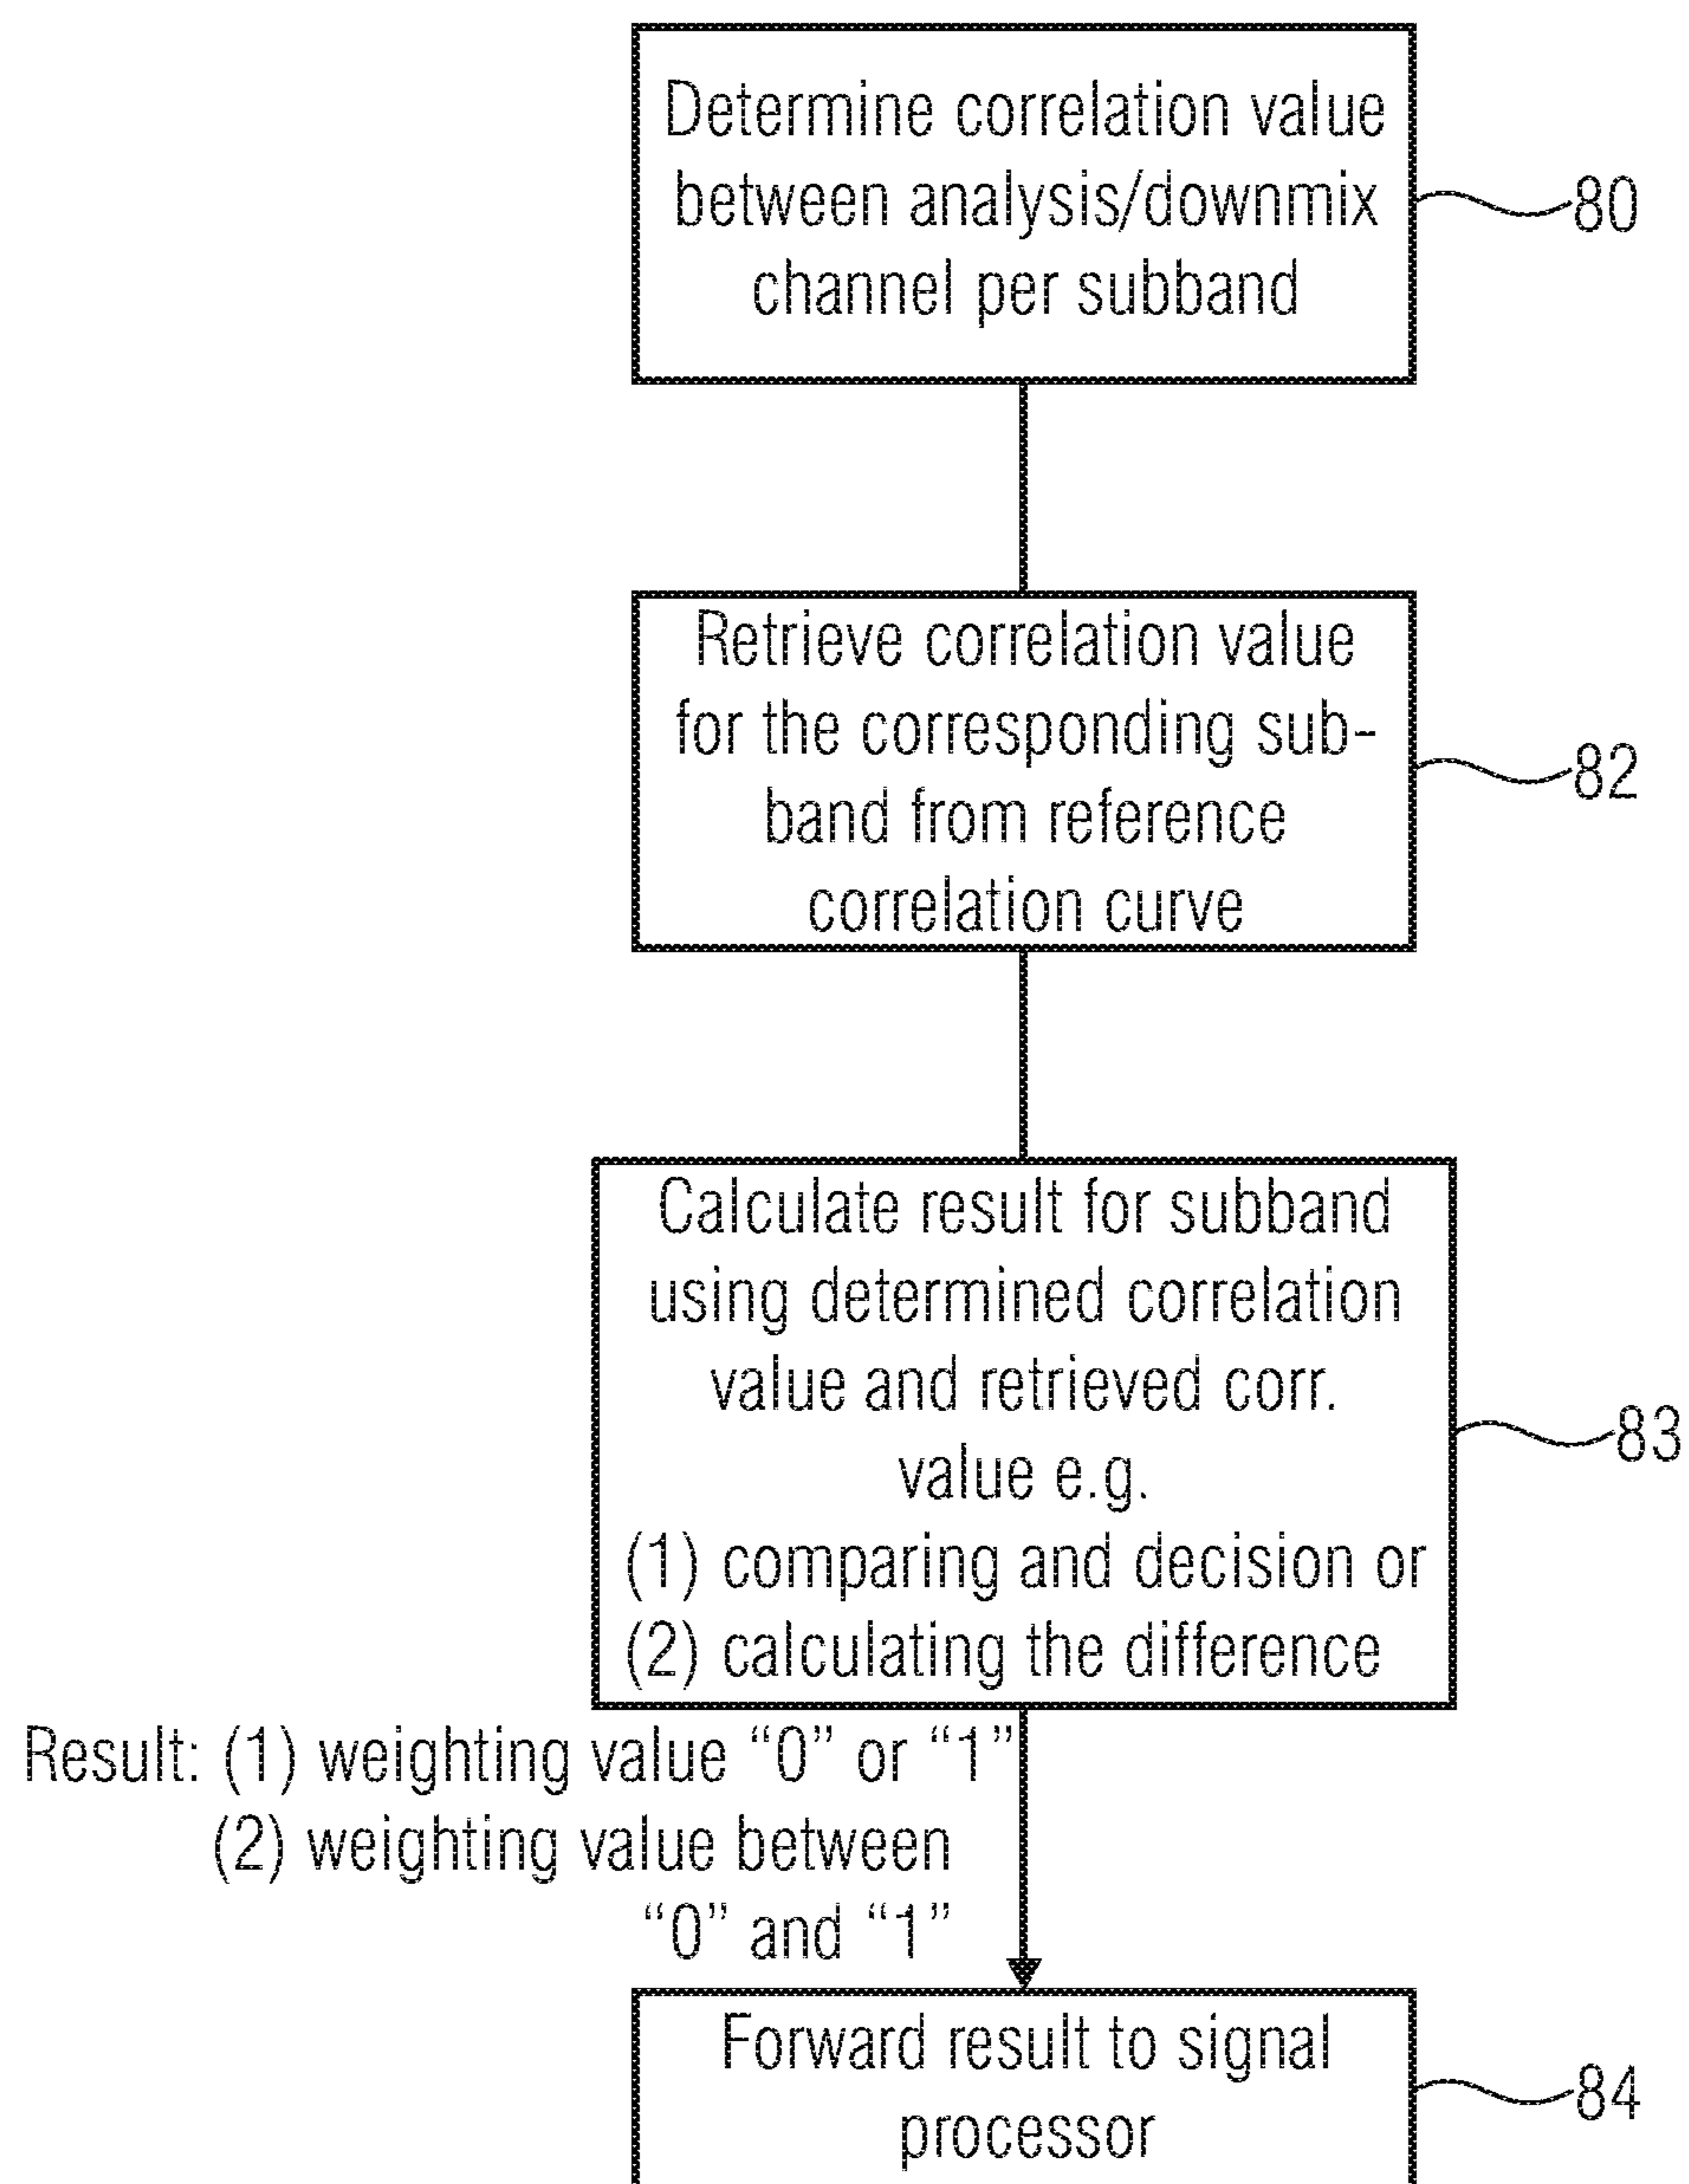 Determine correlation value
between analysis/downmix
channel per subband
80
Retrieve correlation value
for the corresponding sub-
band from reference
correlation curve
82
Calculate result for subband
using determined correlation
value and retrieved corr.
value e.g.
(1) comparing and decision or
(2) calculating the difference
83
Result: (1) weighting value “0” or “1”
(2) weighting value between
“0” and “1”
Forward result to signal
processor
84